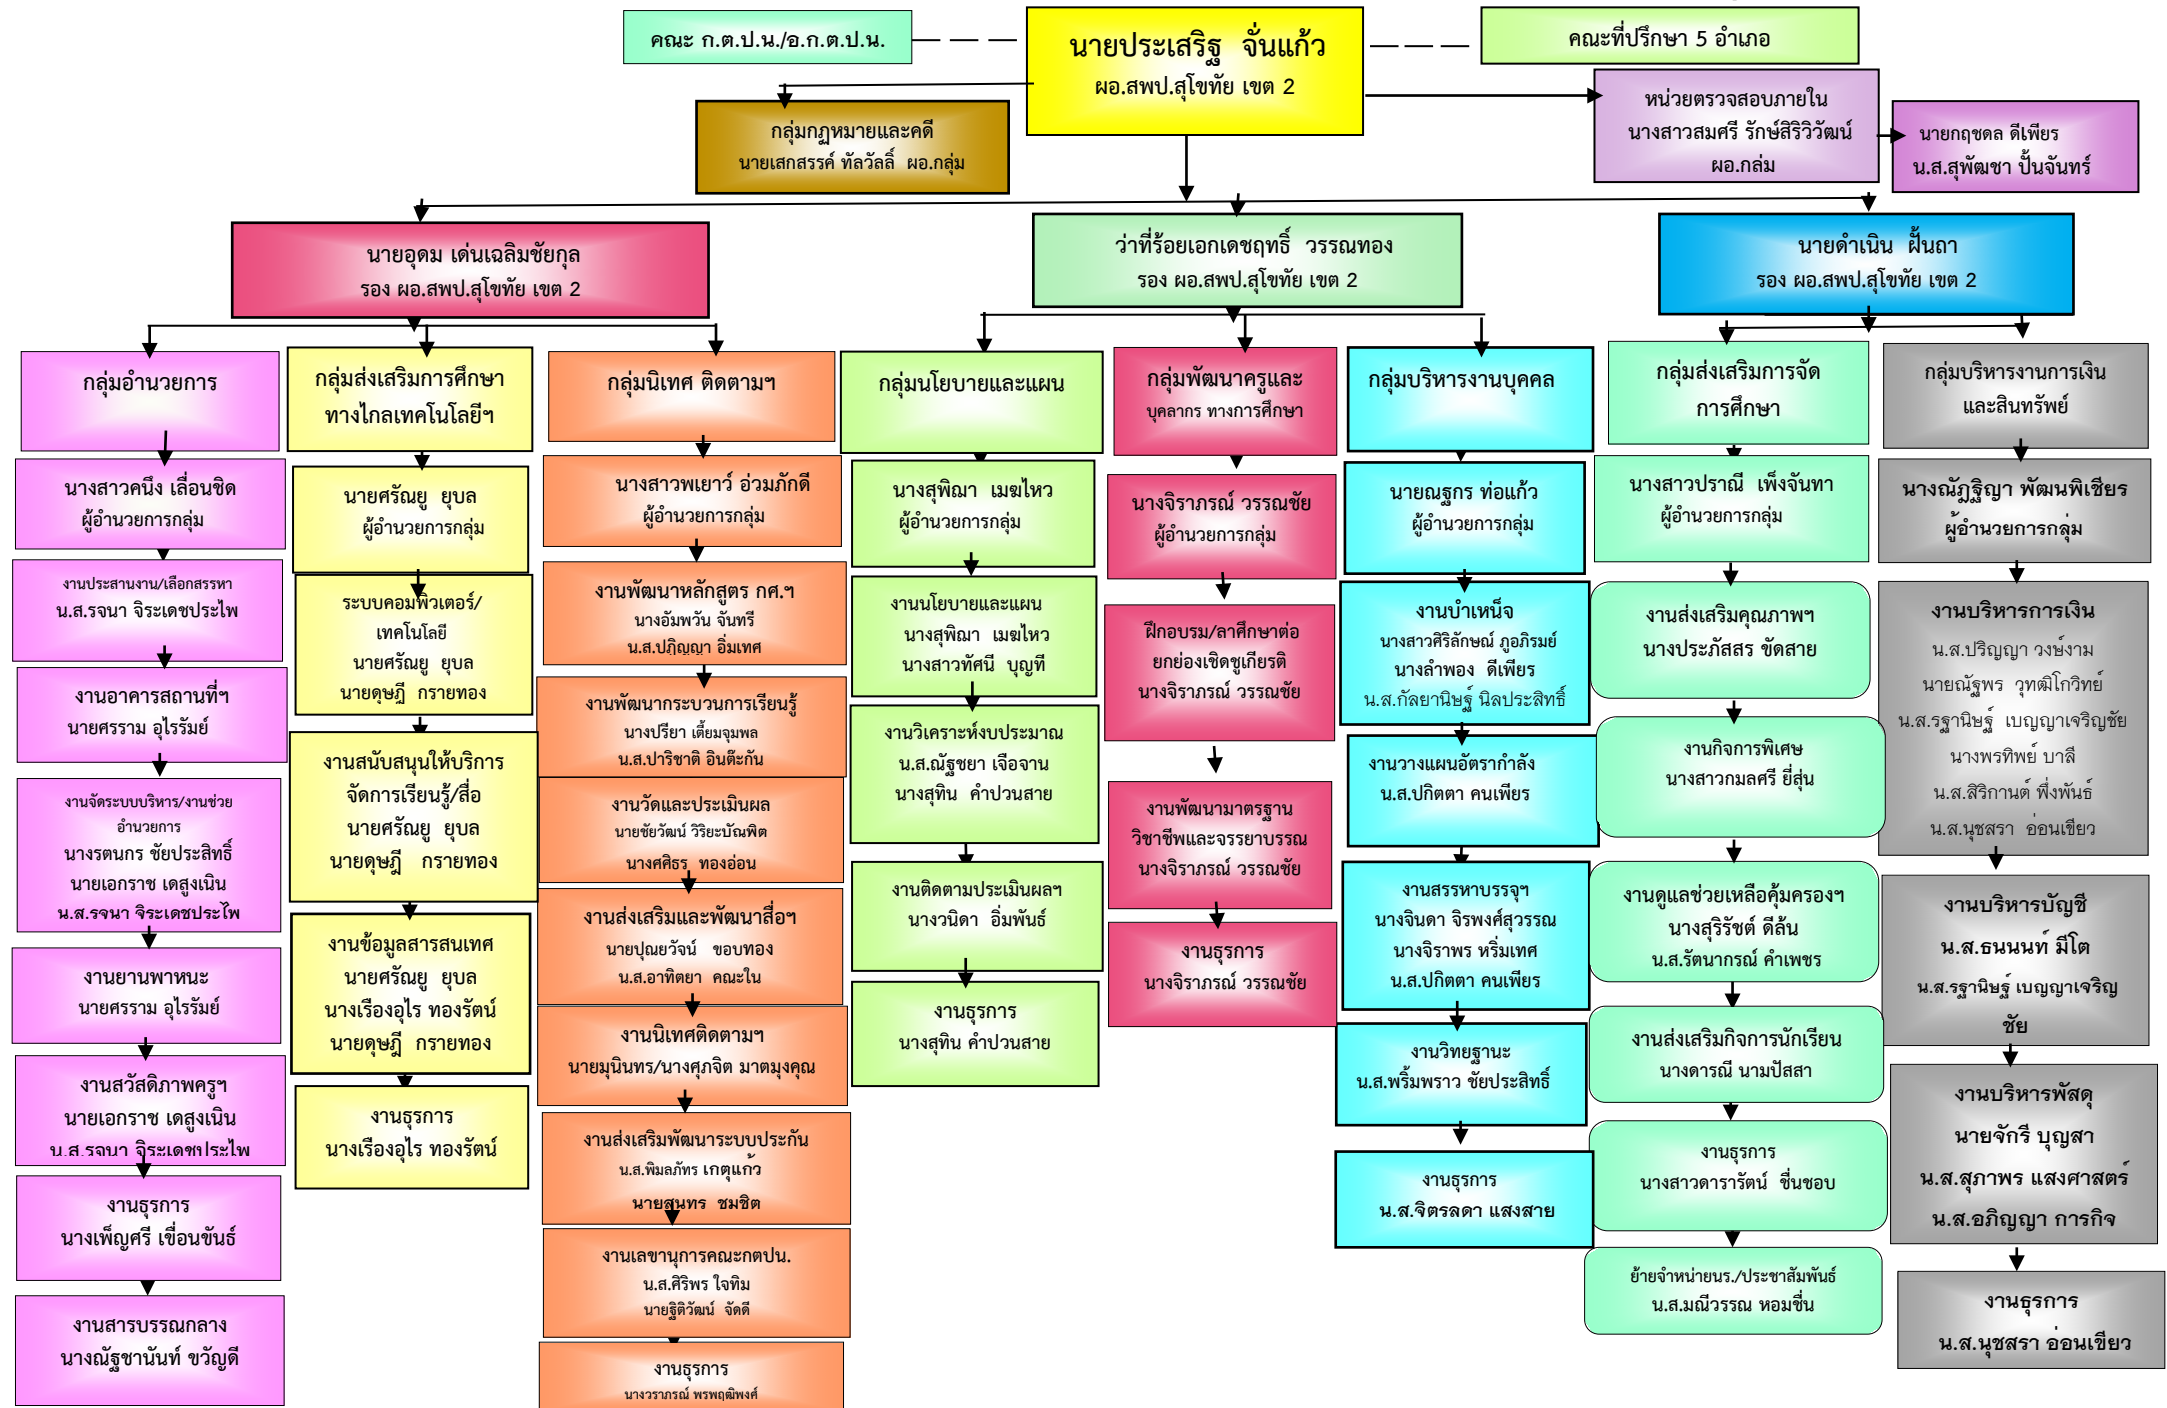 คณะ ก.ต.ป.น./อ.ก.ต.ป.น.
นายประเสริฐ จั่นแก้ว
ผอ.สพป.สุโขทัย เขต 2
คณะที่ปรึกษา 5 อำเภอ
กลุ่มกฏหมายและคดี
นายเสกสรรค์ ทัลวัลลิ์ ผอ.กลุ่ม
หน่วยตรวจสอบภายใน
นางสาวสมศรี รักษ์สิริวิวัฒน์
ผอ.กลุ่ม
นายกฤชดล ดีเพียร
น.ส.สุพัฒชา ปั้นจันทร์
นายอุดม เด่นเฉลิมชัยกุล
รอง ผอ.สพป.สุโขทัย เขต 2
ว่าที่ร้อยเอกเดชฤทธิ์ วรรณทอง
รอง ผอ.สพป.สุโขทัย เขต 2
นายดำเนิน ฝั้นถา
รอง ผอ.สพป.สุโขทัย เขต 2
กลุ่มอำนวยการ
นางสาวคนึง เลื่อนชิด
ผู้อำนวยการกลุ่ม
งานประสานงาน/เลือกสรรหา
น.ส.รจนา จิระเดชประไพ
งานอาคารสถานที่ฯ
นายศรราม อุไรรัมย์
งานจัดระบบบริหาร/งานช่วย
อำนวยการ
นางรตนกร ชัยประสิทธิ์
นายเอกราช เดสูงเนิน
น.ส.รจนา จิระเดชประไพ
งานยานพาหนะ
นายศรราม อุไรรัมย์
งานสวัสดิภาพครูฯ
นายเอกราช เดสูงเนิน
น.ส.รจนา จิระเดชประไพ
งานธุรการ
นางเพ็ญศรี เขื่อนขันธ์
งานสารบรรณกลาง
นางณัฐชานันท์ ขวัญดี
กลุ่มส่งเสริมการศึกษา
ทางไกลเทคโนโลยีฯ
นายศรัณยู ยุบล
ผู้อำนวยการกลุ่ม
ระบบคอมพิวเตอร์/
เทคโนโลยี
นายศรัณยู ยุบล
นายดุษฎี กรายทอง
งานสนับสนุนให้บริการ
จัดการเรียนรู้/สื่อ
นายศรัณยู ยุบล
นายดุษฎี กรายทอง
งานข้อมูลสารสนเทศ
นายศรัณยู ยุบล
นางเรืองอุไร ทองรัตน์
นายดุษฎี กรายทอง
งานธุรการ
นางเรืองอุไร ทองรัตน์
กลุ่มนิเทศ ติดตามฯ
นางสาวพเยาว์ อ่วมภักดี
ผู้อำนวยการกลุ่ม
งานพัฒนาหลักสูตร กศ.ฯ
นางอัมพวัน จันทรี
น.ส.ปภิญญา อิ่มเทศ
งานพัฒนากระบวนการเรียนรู้
นางปรียา เตี้ยมจุมพล
น.ส.ปาริชาติ อินต๊ะกัน
งานวัดและประเมินผล
นายชัยวัฒน์ วิริยะบัณฑิต
นางศศิธร ทองอ่อน
งานส่งเสริมและพัฒนาสื่อฯ
นายปุณยวัจน์ ขอบทอง
น.ส.อาทิตยา คณะใน
งานนิเทศติดตามฯ
นายมุนินทร/นางศุภจิต มาตมุงคุณ
งานส่งเสริมพัฒนาระบบประกัน
น.ส.พิมลภัทร เกตุแก้ว
นายสุนทร ชมชิต
งานเลขานุการคณะกตปน.
น.ส.ศิริพร ใจทิม
นายฐิติวัฒน์ จัดดี
งานธุรการ
นางวราภรณ์ พรพฤฒิพงศ์
กลุ่มนโยบายและแผน
นางสุพิฌา เมฆไหว
ผู้อำนวยการกลุ่ม
งานนโยบายและแผน
นางสุพิฌา เมฆไหว
นางสาวทัศนี บุญที
งานวิเคราะห์งบประมาณ
น.ส.ณัฐชยา เจือจาน
นางสุทิน คำปวนสาย
งานติดตามประเมินผลฯ
นางวนิดา อิ่มพันธ์
งานธุรการ
นางสุทิน คำปวนสาย
กลุ่มพัฒนาครูและ
บุคลากร ทางการศึกษา
นางจิราภรณ์ วรรณชัย
ผู้อำนวยการกลุ่ม
ฝึกอบรม/ลาศึกษาต่อ
ยกย่องเชิดชูเกียรติ
นางจิราภรณ์ วรรณชัย
งานพัฒนามาตรฐาน
วิชาชีพและจรรยาบรรณ
นางจิราภรณ์ วรรณชัย
งานธุรการ
นางจิราภรณ์ วรรณชัย
กลุ่มบริหารงานบุคคล
นายณฐกร ท่อแก้ว
ผู้อำนวยการกลุ่ม
งานบำเหน็จ
นางสาวศิริลักษณ์ ภูอภิรมย์
นางลำพอง ดีเพียร
น.ส.กัลยานิษฐ์ นิลประสิทธิ์
งานวางแผนอัตรากำลัง
น.ส.ปกิตตา คนเพียร
งานสรรหาบรรจุฯ
นางจินดา จิรพงศ์สุวรรณ
นางจิราพร หริ่มเทศ
น.ส.ปกิตตา คนเพียร
งานวิทยฐานะ
น.ส.พริ้มพราว ชัยประสิทธิ์
งานธุรการ
น.ส.จิตรลดา แสงสาย
กลุ่มส่งเสริมการจัด
การศึกษา
นางสาวปราณี เพ็งจันทา
ผู้อำนวยการกลุ่ม
งานส่งเสริมคุณภาพฯ
นางประภัสสร ขัดสาย
งานกิจการพิเศษ
นางสาวกมลศรี ยี่สุ่น
งานดูแลช่วยเหลือคุ้มครองฯ
นางสุริรัชต์ ดีล้น
น.ส.รัตนากรณ์ คำเพชร
งานส่งเสริมกิจการนักเรียน
นางดารณี นามปัสสา
งานธุรการ
นางสาวดารารัตน์ ชื่นชอบ
ย้ายจำหน่ายนร./ประชาสัมพันธ์
น.ส.มณีวรรณ หอมชื่น
กลุ่มบริหารงานการเงิน
และสินทรัพย์
นางณัฎฐิญา พัฒนพิเชียร
ผู้อำนวยการกลุ่ม
งานบริหารการเงิน
น.ส.ปริญญา วงษ์งาม
นายณัฐพร วุทฒิโกวิทย์
น.ส.รฐานิษฐ์ เบญญาเจริญชัย
นางพรทิพย์ บาลี
น.ส.สิริกานต์ พึ่งพันธ์
น.ส.นุชสรา อ่อนเขียว
งานบริหารบัญชี
น.ส.ธนนนท์ มีโต
น.ส.รฐานิษฐ์ เบญญาเจริญ
ชัย
งานบริหารพัสดุ
นายจักรี บุญสา
น.ส.สุภาพร แสงศาสตร์
น.ส.อภิญญา การกิจ
งานธุรการ
น.ส.นุชสรา อ่อนเขียว